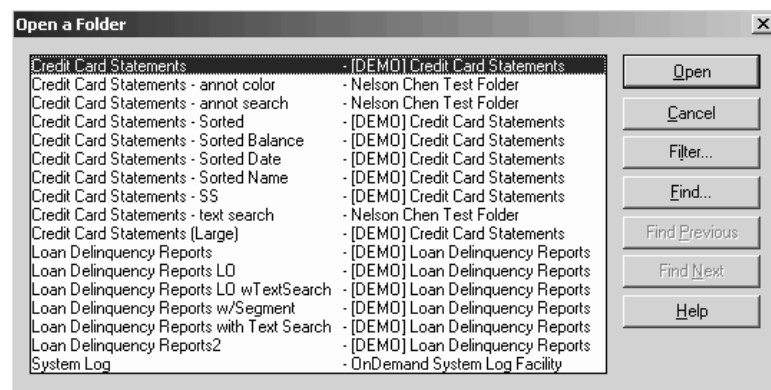 Open a Folder
Credit Card Statements - [DEMO] Credit Card Statements
Credit Card Statements - annot color - Nelson Chen Test Folder
Credit Card Statements - annot search - Nelson Chen Test Folder
Credit Card Statements - Sorted - [DEMO] Credit Card Statements
Credit Card Statements - Sorted Balance - [DEMO] Credit Card Statements
Credit Card Statements - Sorted Date - [DEMO] Credit Card Statements
Credit Card Statements - Sorted Name - [DEMO] Credit Card Statements
Credit Card Statements - SS - [DEMO] Credit Card Statements
Credit Card Statements - text search - Nelson Chen Test Folder
Credit Card Statements (Large) - [DEMO] Credit Card Statements
Loan Delinquency Reports - [DEMO] Loan Delinquency Reports
Loan Delinquency Reports LO - [DEMO] Loan Delinquency Reports
Loan Delinquency Reports LO wTextSearch - [DEMO] Loan Delinquency Reports
Loan Delinquency Reports w/Segment - [DEMO] Loan Delinquency Reports
Loan Delinquency Reports with Text Search - [DEMO] Loan Delinquency Reports
Loan Delinquency Reports2 - [DEMO] Loan Delinquency Reports
System Log - OnDemand System Log Facility
Open
Cancel
Filter...
Find...
Find Previous
Find Next
Help